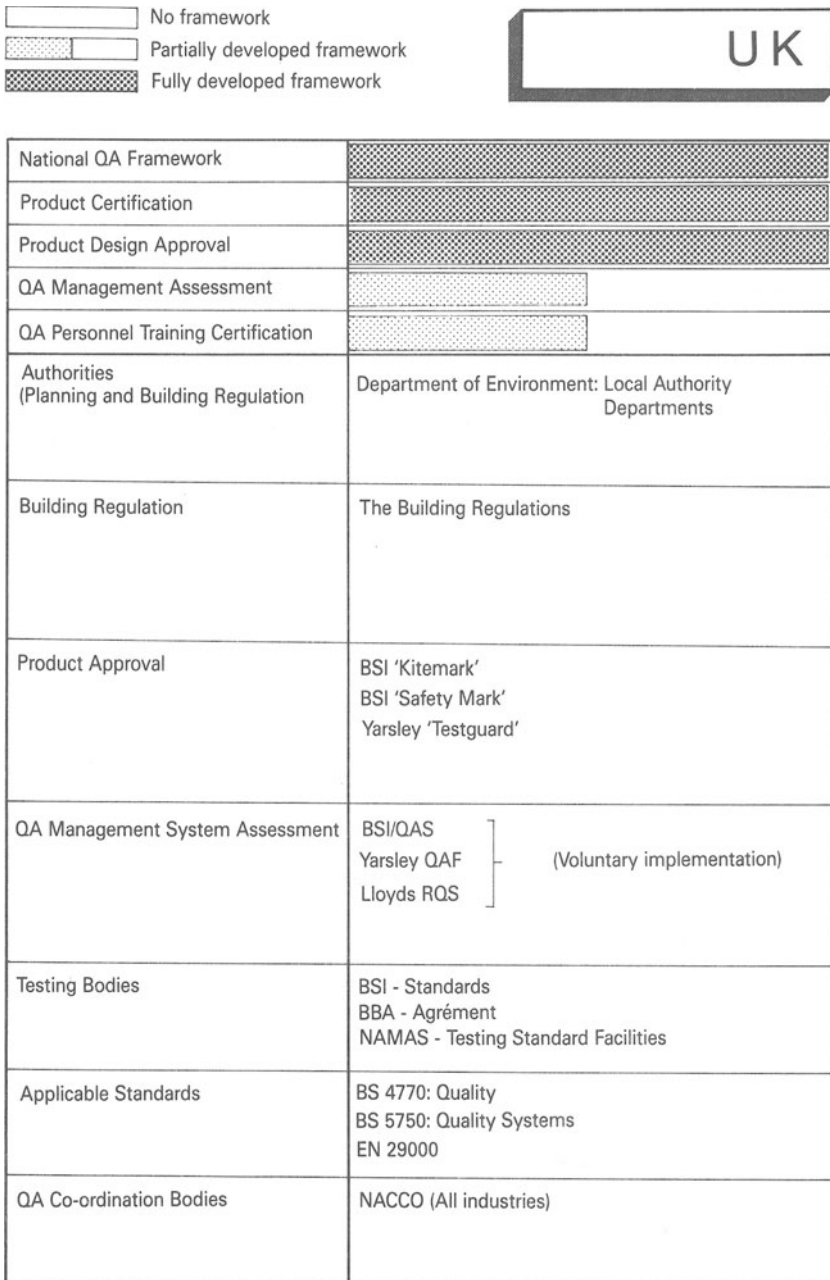 No framework
Partially developed framework
Fully developed framework
UK
National QA Framework
Product Certification
Product Design Approval
QA Management Assessment
QA Personnel Training Certification
Authorities
(Planning and Building Regulation
Department of Environment: Local Authority
Departments
Building Regulation
The Building Regulations
Product Approval
BSI ‘Kitemark’
BSI ‘Safety Mark’
Yarsley ‘Testguard’
QA Management System Assessment
BSI/QAS
Yarsley QAF
(Voluntary implementation)
Lloyds RQS
Testing Bodies
BSI - Standards
BBA - Agrément
NAMAS - Testing Standard Facilities
Applicable Standards
BS 4770: Quality
BS 5750: Quality Systems
EN 29000
QA Co-ordination Bodies
NACCO (All industries)